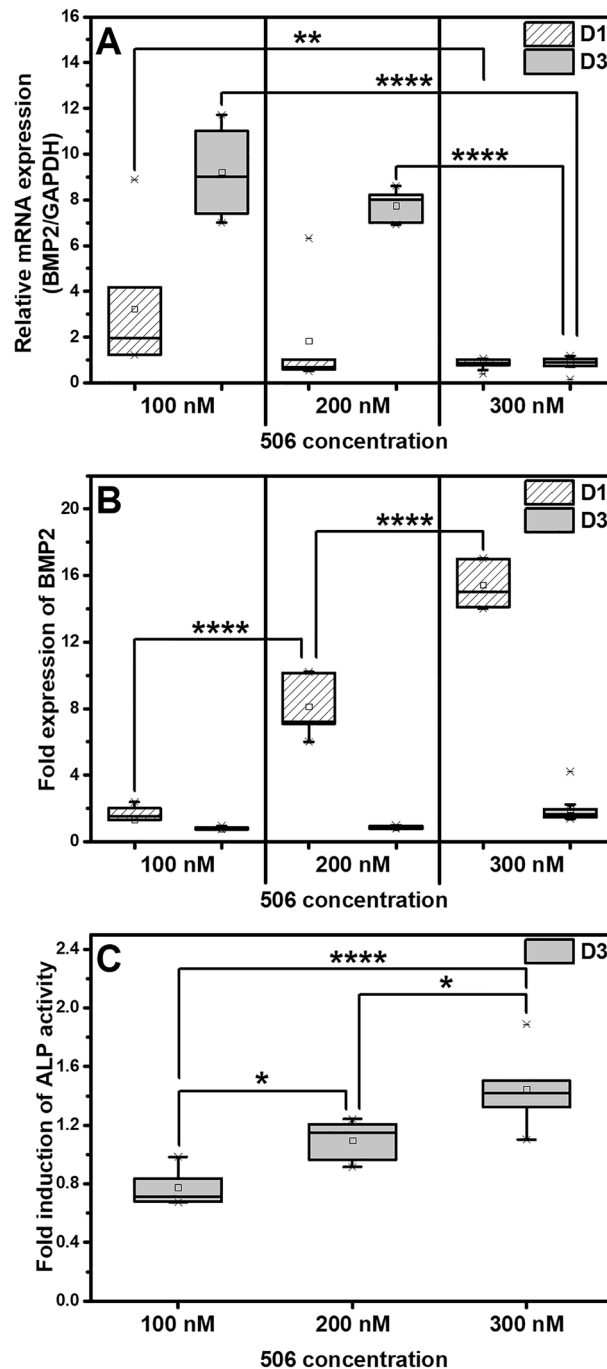 A
D1
D3
**
****
****
16
14
12
10
8
6
4
2
0
Relative mRNA expression
(BMP2/GAPDH)
100 nM 200 nM 300 nM
506 concentration
B
D1
D3
****
****
20
16
12
8
4
0
Fold expression of BMP2
100 nM 200 nM 300 nM
506 concentration
C
D3
****
*
*
2.4
2.0
1.6
1.2
0.8
0.4
0.0
Fold induction of ALP activity
100 nM 200 nM 300 nM
506 concentration